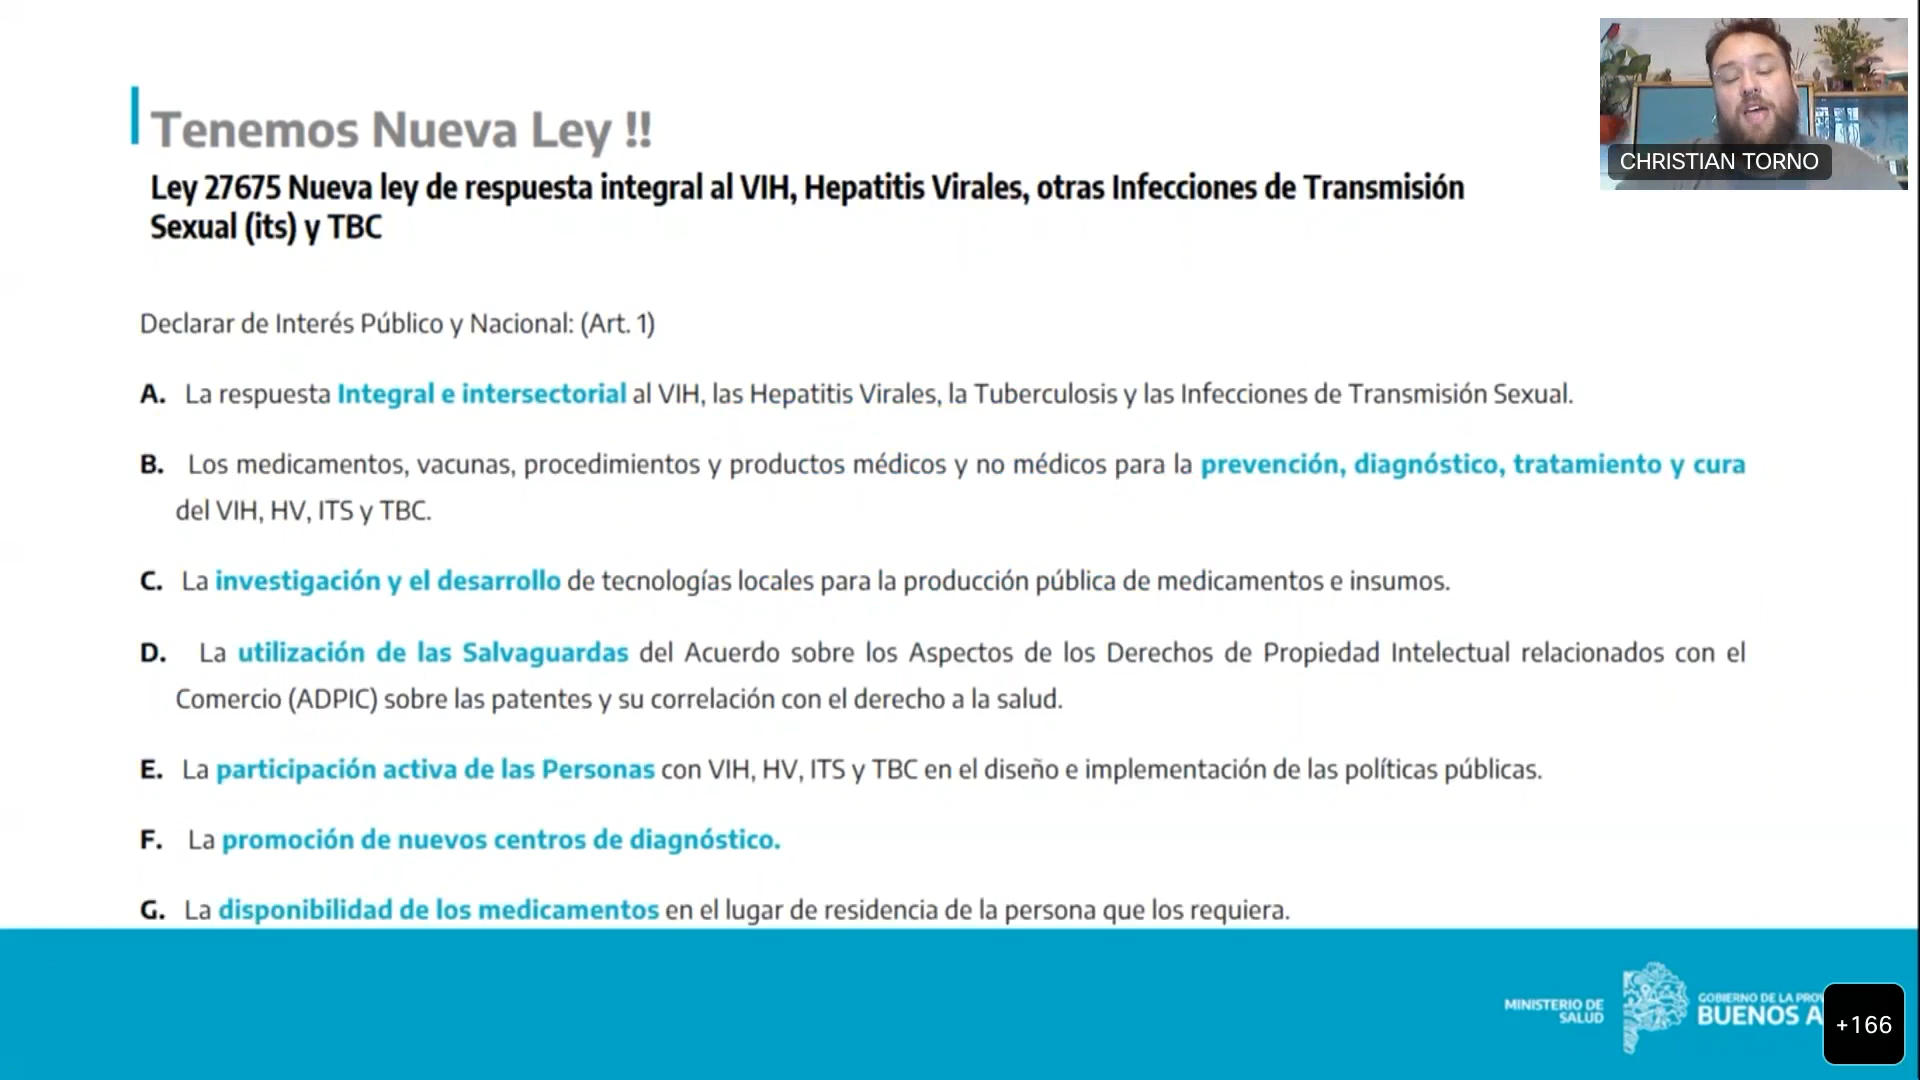 CHRISTIAN TORNO
Tenemos Nueva Ley !!
Ley 27675 Nueva ley de respuesta integral al VIH, Hepatitis Virales, otras Infecciones de Transmisión
Sexual (its) y TBC
Declarar de Interés Público y Nacional: (Art. 1)
A. La respuesta Integral e intersectorial al VIH, las Hepatitis Virales, la Tuberculosis y las Infecciones de Transmisión Sexual.
B. Los medicamentos, vacunas, procedimientos y productos médicos y no médicos para la prevención, diagnóstico, tratamiento y cura
del VIH, HV, ITS y TBC.
C. La investigación y el desarrollo de tecnologías locales para la producción pública de medicamentos e insumos.
D. La utilización de las Salvaguardas del Acuerdo sobre los Aspectos de los Derechos de Propiedad Intelectual relacionados con el
Comercio (ADPIC) sobre las patentes y su correlación con el derecho a la salud.
E. La participación activa de las Personas con VIH, HV, ITS y TBC en el diseño e implementación de las políticas públicas.
F. La promoción de nuevos centros de diagnóstico.
G. La disponibilidad de los medicamentos en el lugar de residencia de la persona que los requiera.
MINISTERIO DE
SALUD
GOBIERNO DE LA
BUENOS
+166